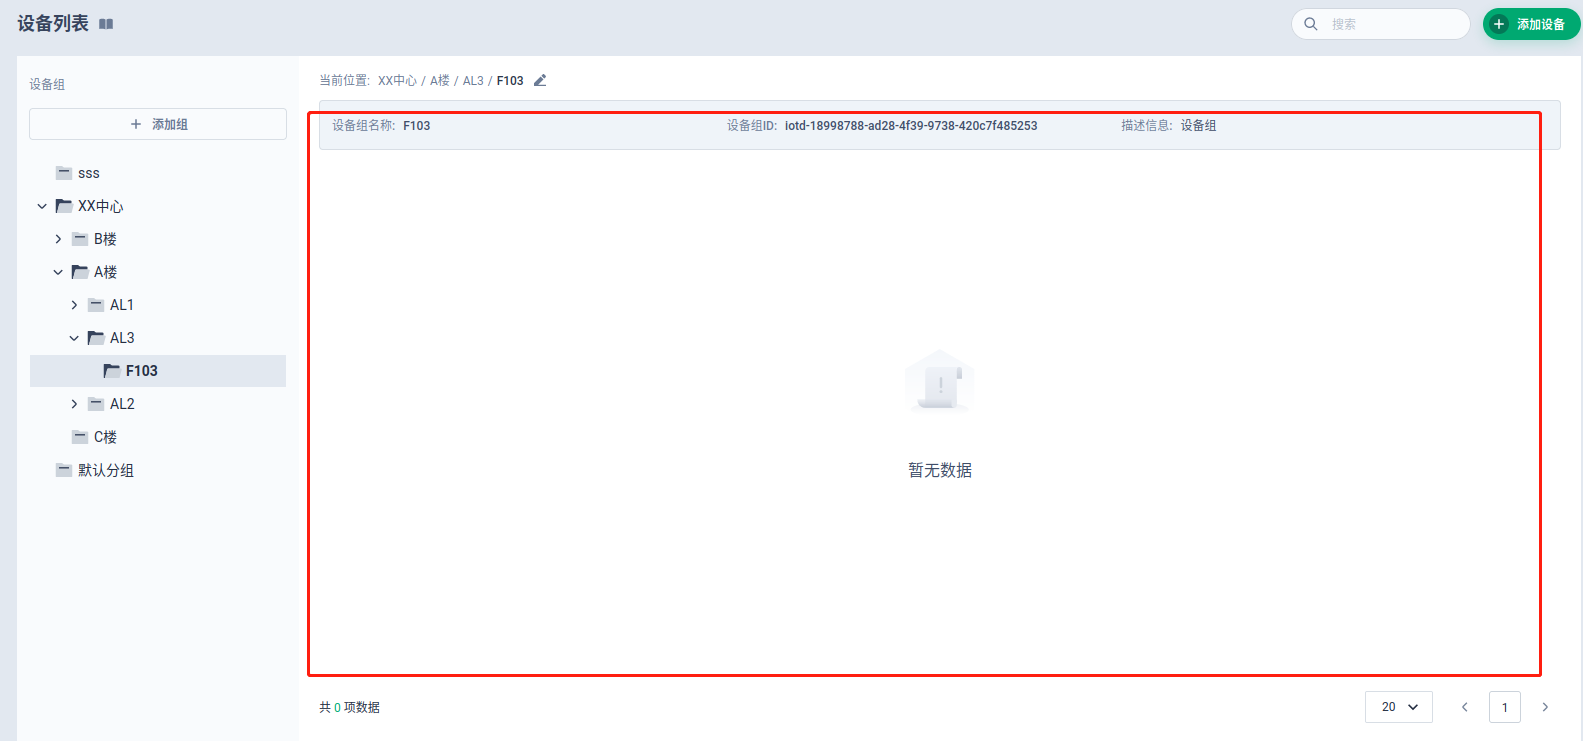 设备列表
搜索
添加设备
设备组
添加组
sss
XX中心
B楼
A楼
AL1
AL3
F103
AL2
C楼
默认分组
当前位置: XX中心 / A楼 / AL3 / F103
设备组名称: F103 设备组ID: iotd-18998788-ad28-4f39-9738-420c7f485253 描述信息: 设备组
暂无数据
共 0 项数据
20
1